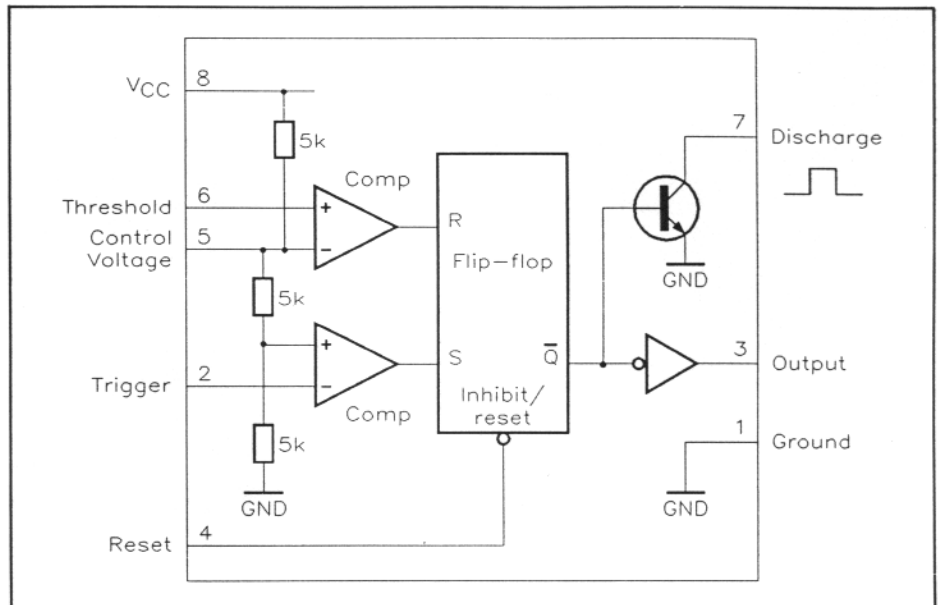 VCC
8
5k
Comp
7
Discharge
Threshold
6
+
R
Control
Voltage
5
−
Flip-flop
GND
5k
+
S
Q̅
3
Output
Trigger
2
−
Comp
Inhibit/
reset
1
Ground
5k
GND
GND
Reset
4